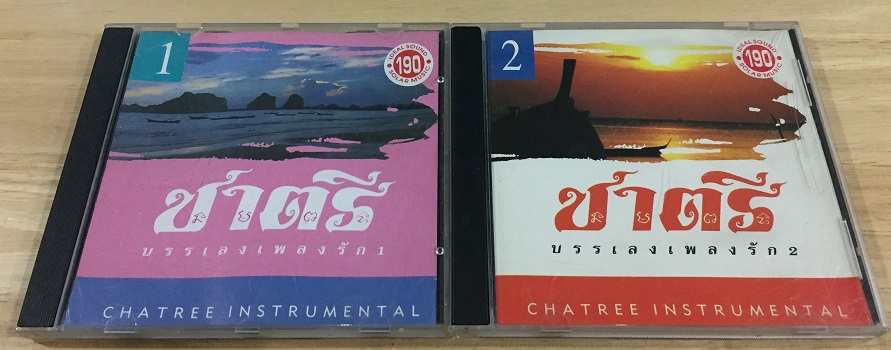 1
IDEAL SOUND
190
SOLAR MUSIC
ชาตรี
บรรเลงเพลงรัก 1
CHATREE INSTRUMENTAL
2
IDEAL SOUND
190
SOLAR MUSIC
ชาตรี
บรรเลงเพลงรัก 2
CHATREE INSTRUMENTAL